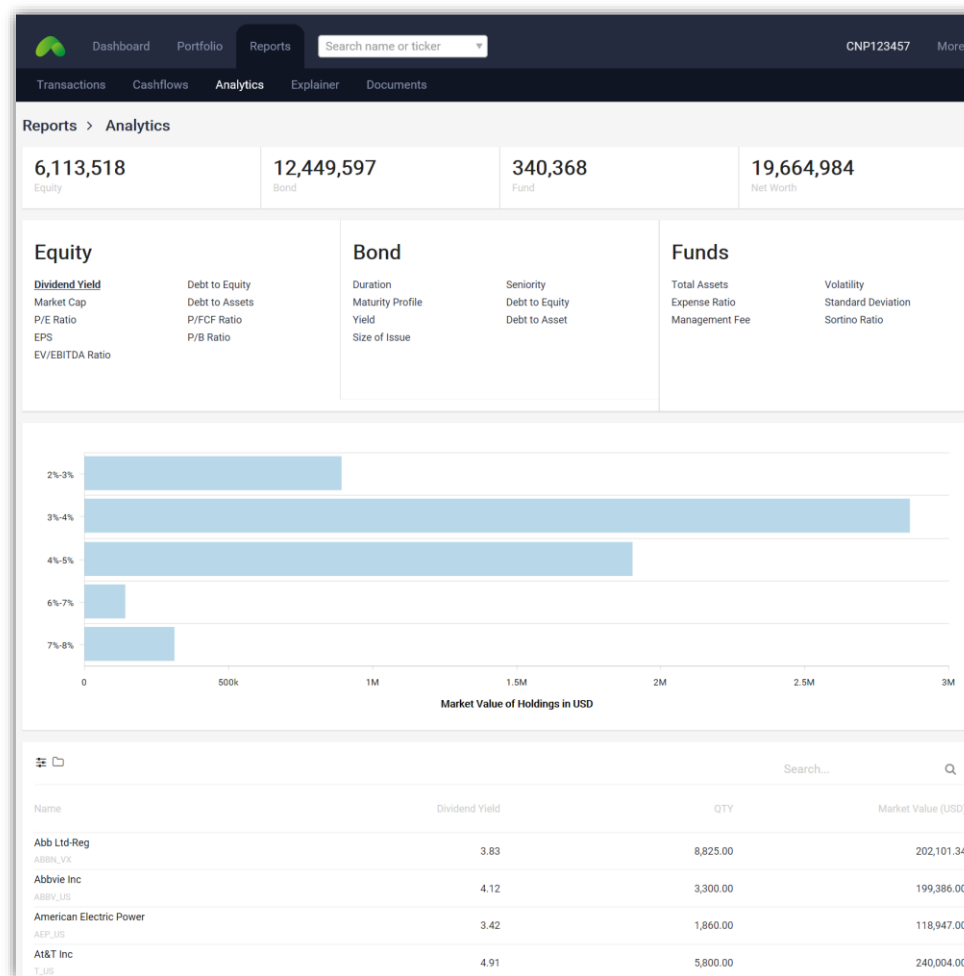 Dashboard Portfolio Reports Search name or ticker CNP123457 More
Transactions Cashflows Analytics Explainer Documents
Reports > Analytics
6,113,518 12,449,597 340,368 19,664,984
Equity Bond Fund Net Worth
Equity Bond Funds
Dividend Yield Debt to Equity Duration Seniority Total Assets Volatility
Market Cap Debt to Assets Maturity Profile Debt to Equity Expense Ratio Standard Deviation
P/E Ratio P/FCF Ratio Yield Debt to Asset Management Fee Sortino Ratio
EPS P/B Ratio Size of Issue
EV/EBITDA Ratio
2%-3%
3%-4%
4%-5%
6%-7%
7%-8%
0 500k 1M 1.5M 2M 2.5M 3M
Market Value of Holdings in USD
Search...
Name Dividend Yield QTY Market Value (USD)
Abb Ltd-Reg 3.83 8,825.00 202,101.34
ABBN_VX
Abbvie Inc 4.12 3,300.00 199,386.00
ABBV_US
American Electric Power 3.42 1,860.00 118,947.00
AEP_US
At&T Inc 4.91 5,800.00 240,004.00
T_US